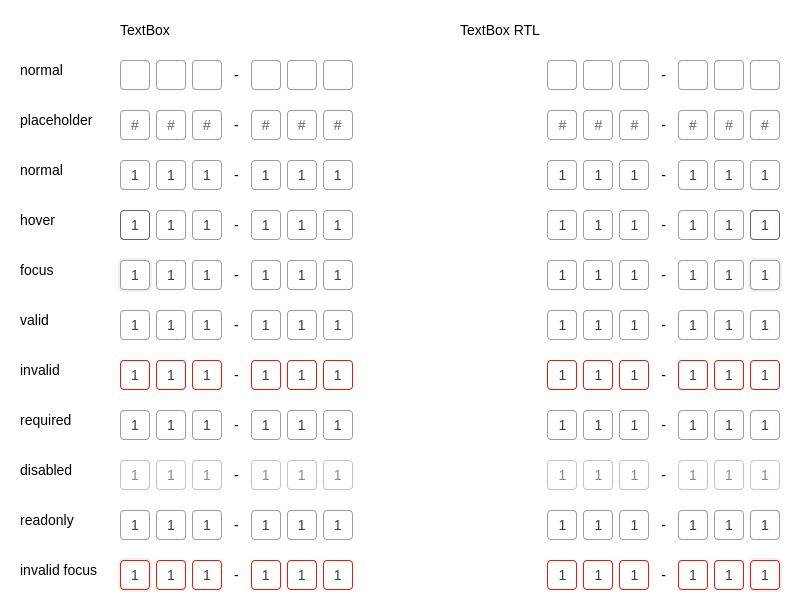 TextBox TextBox RTL
normal - -
placeholder # # # - # # # # # # - # # #
normal 1 1 1 - 1 1 1 1 1 1 - 1 1 1
hover 1 1 1 - 1 1 1 1 1 1 - 1 1 1
focus 1 1 1 - 1 1 1 1 1 1 - 1 1 1
valid 1 1 1 - 1 1 1 1 1 1 - 1 1 1
invalid 1 1 1 - 1 1 1 1 1 1 - 1 1 1
required 1 1 1 - 1 1 1 1 1 1 - 1 1 1
disabled 1 1 1 - 1 1 1 1 1 1 - 1 1 1
readonly 1 1 1 - 1 1 1 1 1 1 - 1 1 1
invalid focus 1 1 1 - 1 1 1 1 1 1 - 1 1 1